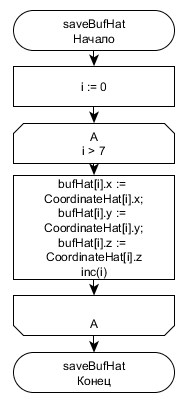 saveBufHat
Начало
i := 0
A
i > 7
bufHat[i].x :=
CoordinateHat[i].x;
bufHat[i].y :=
CoordinateHat[i].y;
bufHat[i].z :=
CoordinateHat[i].z
inc(i)
A
saveBufHat
Конец